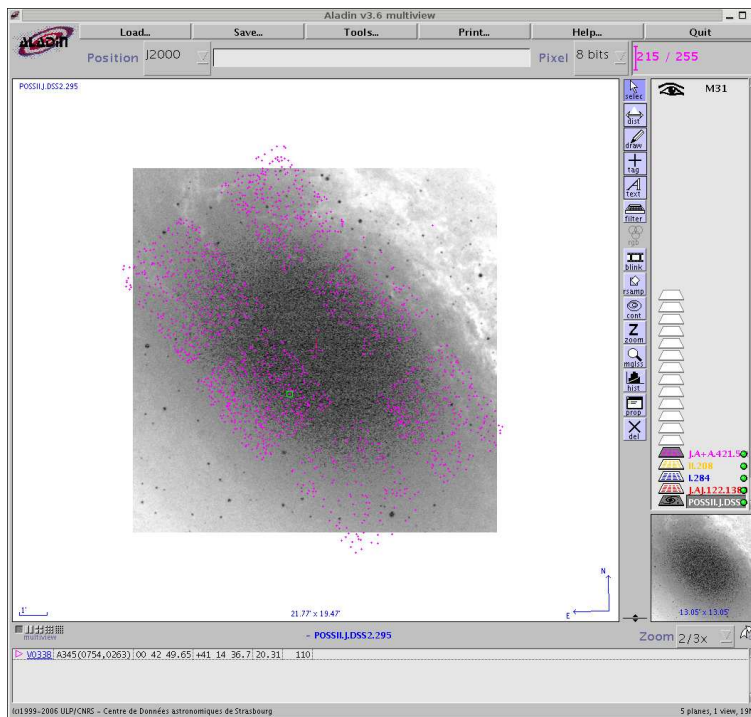 Aladin v3.6 multiview
Aladin
Load... Save... Tools... Print... Help... Quit
Position J2000 Pixel 8 bits 215 / 255
POSSII.J.DSS2.295
M31
selec
dist
draw
tag
text
filter
rgb
blink
rsamp
cont
zoom
mglss
hist
prop
del
J.A+A.421.5
I.284
J.AJ.122.138
POSSII.J.DSS
N
E
1'
21.77' x 19.47'
13.05' x 13.05'
multiview
- POSSII.J.DSS2.295
Zoom 2/3x
V0338 A345(0754,0263) 00 42 49.65 +41 14 36.7 20.31 110
(c)1999-2006 ULP/CNRS - Centre de Données astronomiques de Strasbourg
5 planes, 1 view, 19